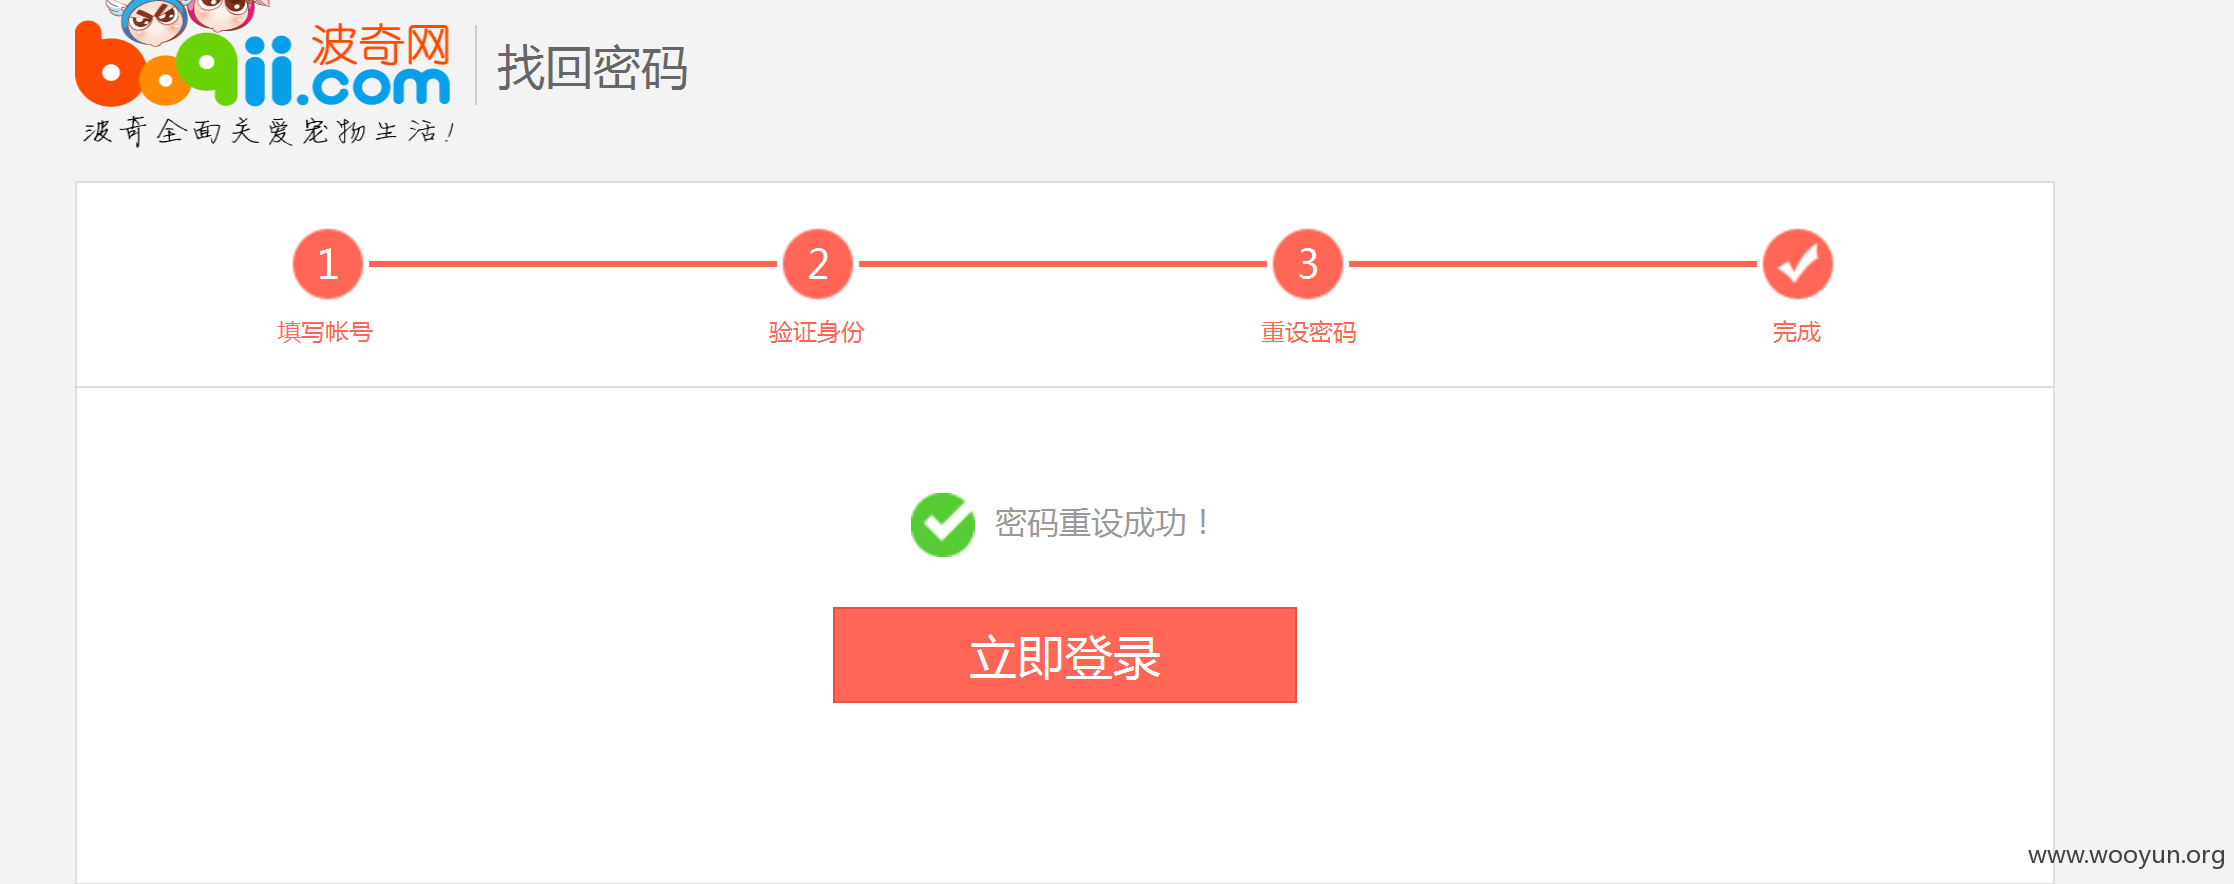 波奇网
boqii.com
找回密码
波奇全面关爱宠物生活!
1
2
3
填写帐号
验证身份
重设密码
完成
密码重设成功！
立即登录
www.wooyun.org